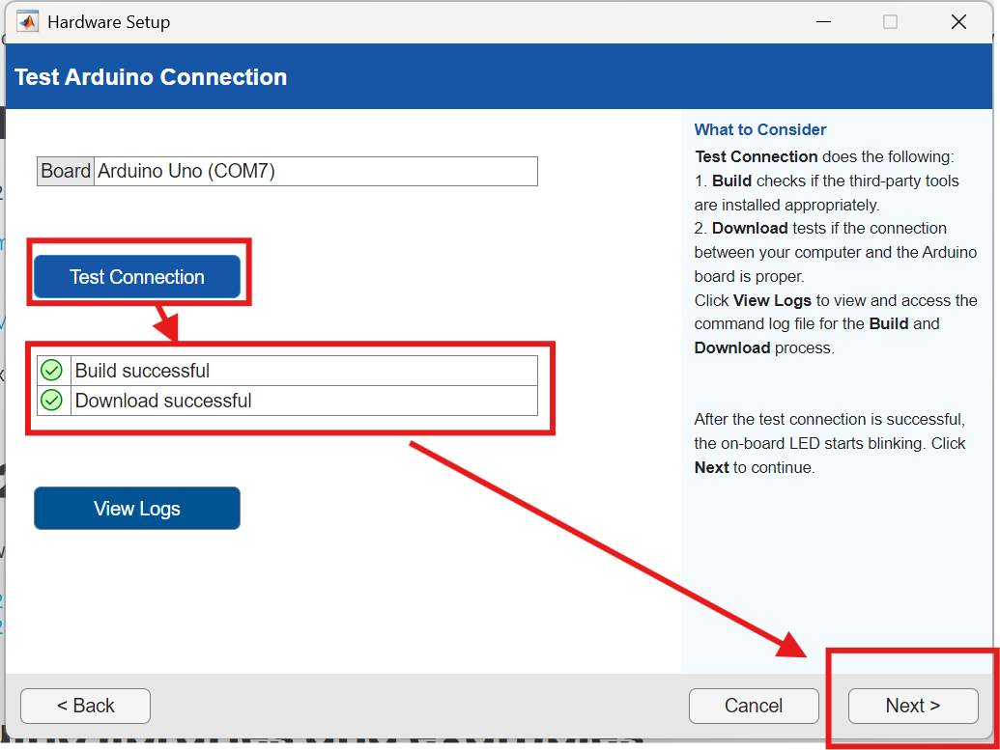 Hardware Setup
Test Arduino Connection
Board Arduino Uno (COM7)
Test Connection
Build successful
Download successful
View Logs
What to Consider
Test Connection does the following:
1. Build checks if the third-party tools
are installed appropriately.
2. Download tests if the connection
between your computer and the Arduino
board is proper.
Click View Logs to view and access the
command log file for the Build and
Download process.
After the test connection is successful,
the on-board LED starts blinking. Click
Next to continue.
< Back
Cancel
Next >